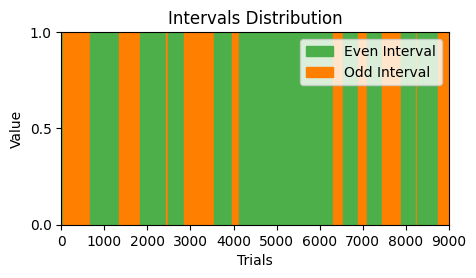 Intervals Distribution
1.0
0.5
0.0
Value
Even Interval
Odd Interval
0 1000 2000 3000 4000 5000 6000 7000 8000 9000
Trials